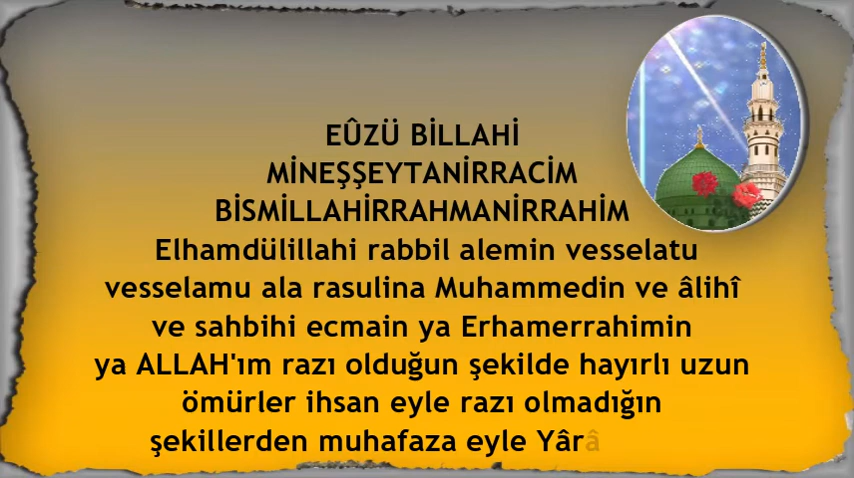 EÛZÜ BİLLAHİ
MİNEŞŞEYTANİRRACİM
BİSMİLLAHİRRAHMANİRRAHİM
Elhamdülillahi rabbil alemin vesselatu
vesselamu ala rasulina Muhammedin ve âlihî
ve sahbihi ecmain ya Erhamerrahimin
ya ALLAH'ım razı olduğun şekilde hayırlı uzun
ömürler ihsan eyle razı olmadığın
şekillerden muhafaza eyle Yârâ